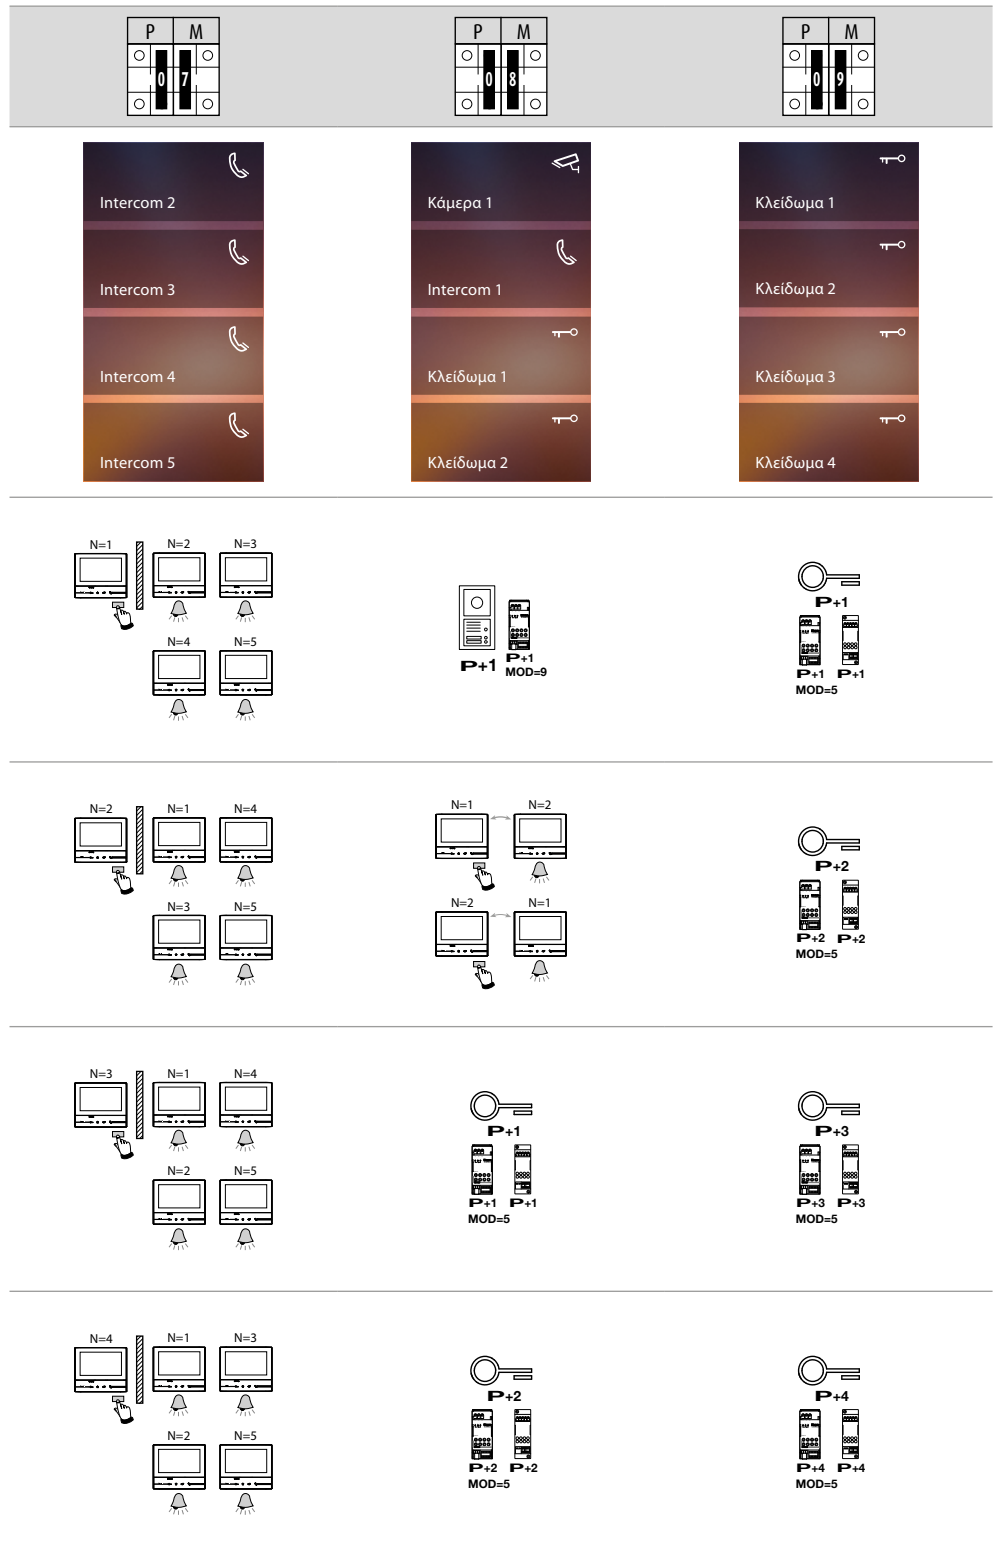 P M
0 7
P M
0 8
P M
0 9
Intercom 2
Κάμερα 1
Κλείδωμα 1
Intercom 3
Intercom 1
Κλείδωμα 2
Intercom 4
Κλείδωμα 1
Κλείδωμα 3
Intercom 5
Κλείδωμα 2
Κλείδωμα 4
N=1 N=2 N=3
N=4 N=5
P+1 P+1
MOD=9
P+1
P+1 P+1
MOD=5
N=2 N=1 N=4
N=3 N=5
N=1 N=2
N=2 N=1
P+2
P+2 P+2
MOD=5
N=3 N=1 N=4
N=2 N=5
P+1
P+1 P+1
MOD=5
P+3
P+3 P+3
MOD=5
N=4 N=1 N=3
N=2 N=5
P+2
P+2 P+2
MOD=5
P+4
P+4 P+4
MOD=5